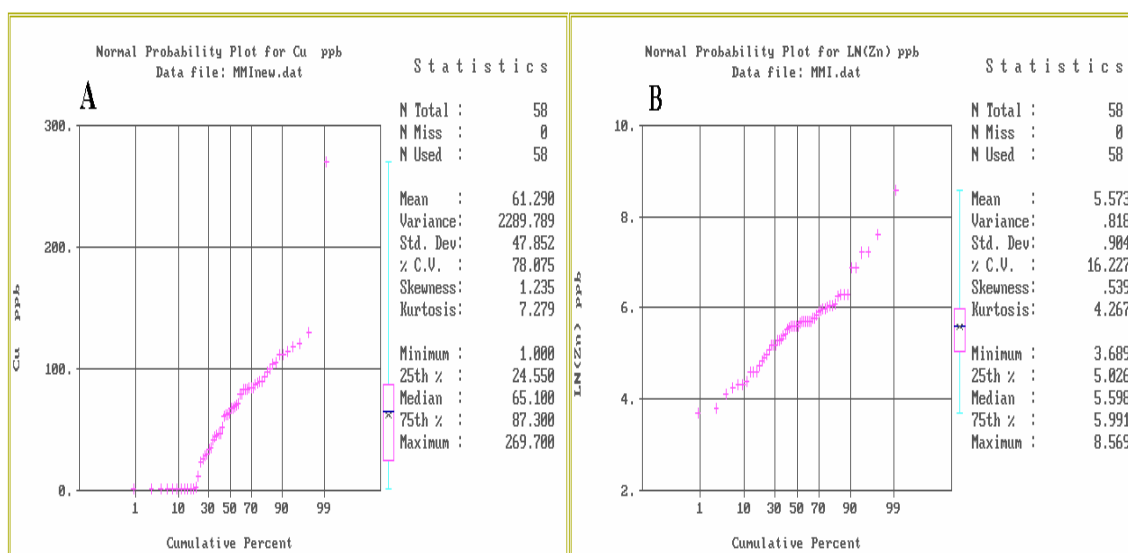 A
Normal Probability Plot for Cu ppb
Data file: MMInew.dat
Statistics
N Total : 58
N Miss : 0
N Used : 58
Mean : 61.290
Variance: 2289.789
Std. Dev: 47.852
% C.V. : 78.075
Skewness: 1.235
Kurtosis: 7.279
Minimum : 1.000
25th % : 24.550
Median : 65.100
75th % : 87.300
Maximum : 269.700
300.
200.
100.
0.
Cu ppb
1 10 30 50 70 90 99
Cumulative Percent
B
Normal Probability Plot for LN(Zn) ppb
Data file: MMI.dat
Statistics
N Total : 58
N Miss : 0
N Used : 58
Mean : 5.573
Variance: .818
Std. Dev: .904
% C.V. : 16.227
Skewness: .539
Kurtosis: 4.267
Minimum : 3.689
25th % : 5.026
Median : 5.598
75th % : 5.991
Maximum : 8.569
10.
8.
6.
4.
2.
LN(Zn) ppb
1 10 30 50 70 90 99
Cumulative Percent